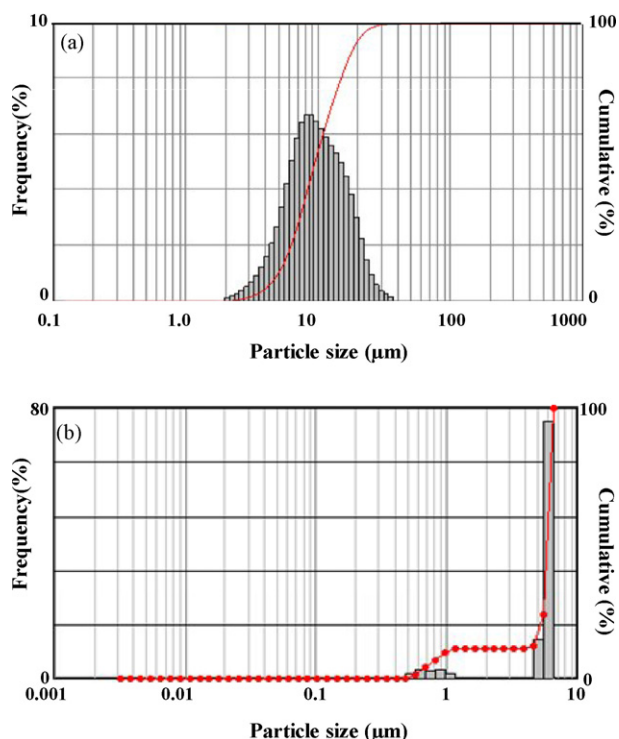 (a)
10
100
Frequency(%)
Cumulative (%)
0
0
0.1
1.0
10
100
1000
Particle size (μm)
(b)
80
100
Frequency(%)
Cumulative (%)
0
0
0.001
0.01
0.1
1
10
Particle size (μm)